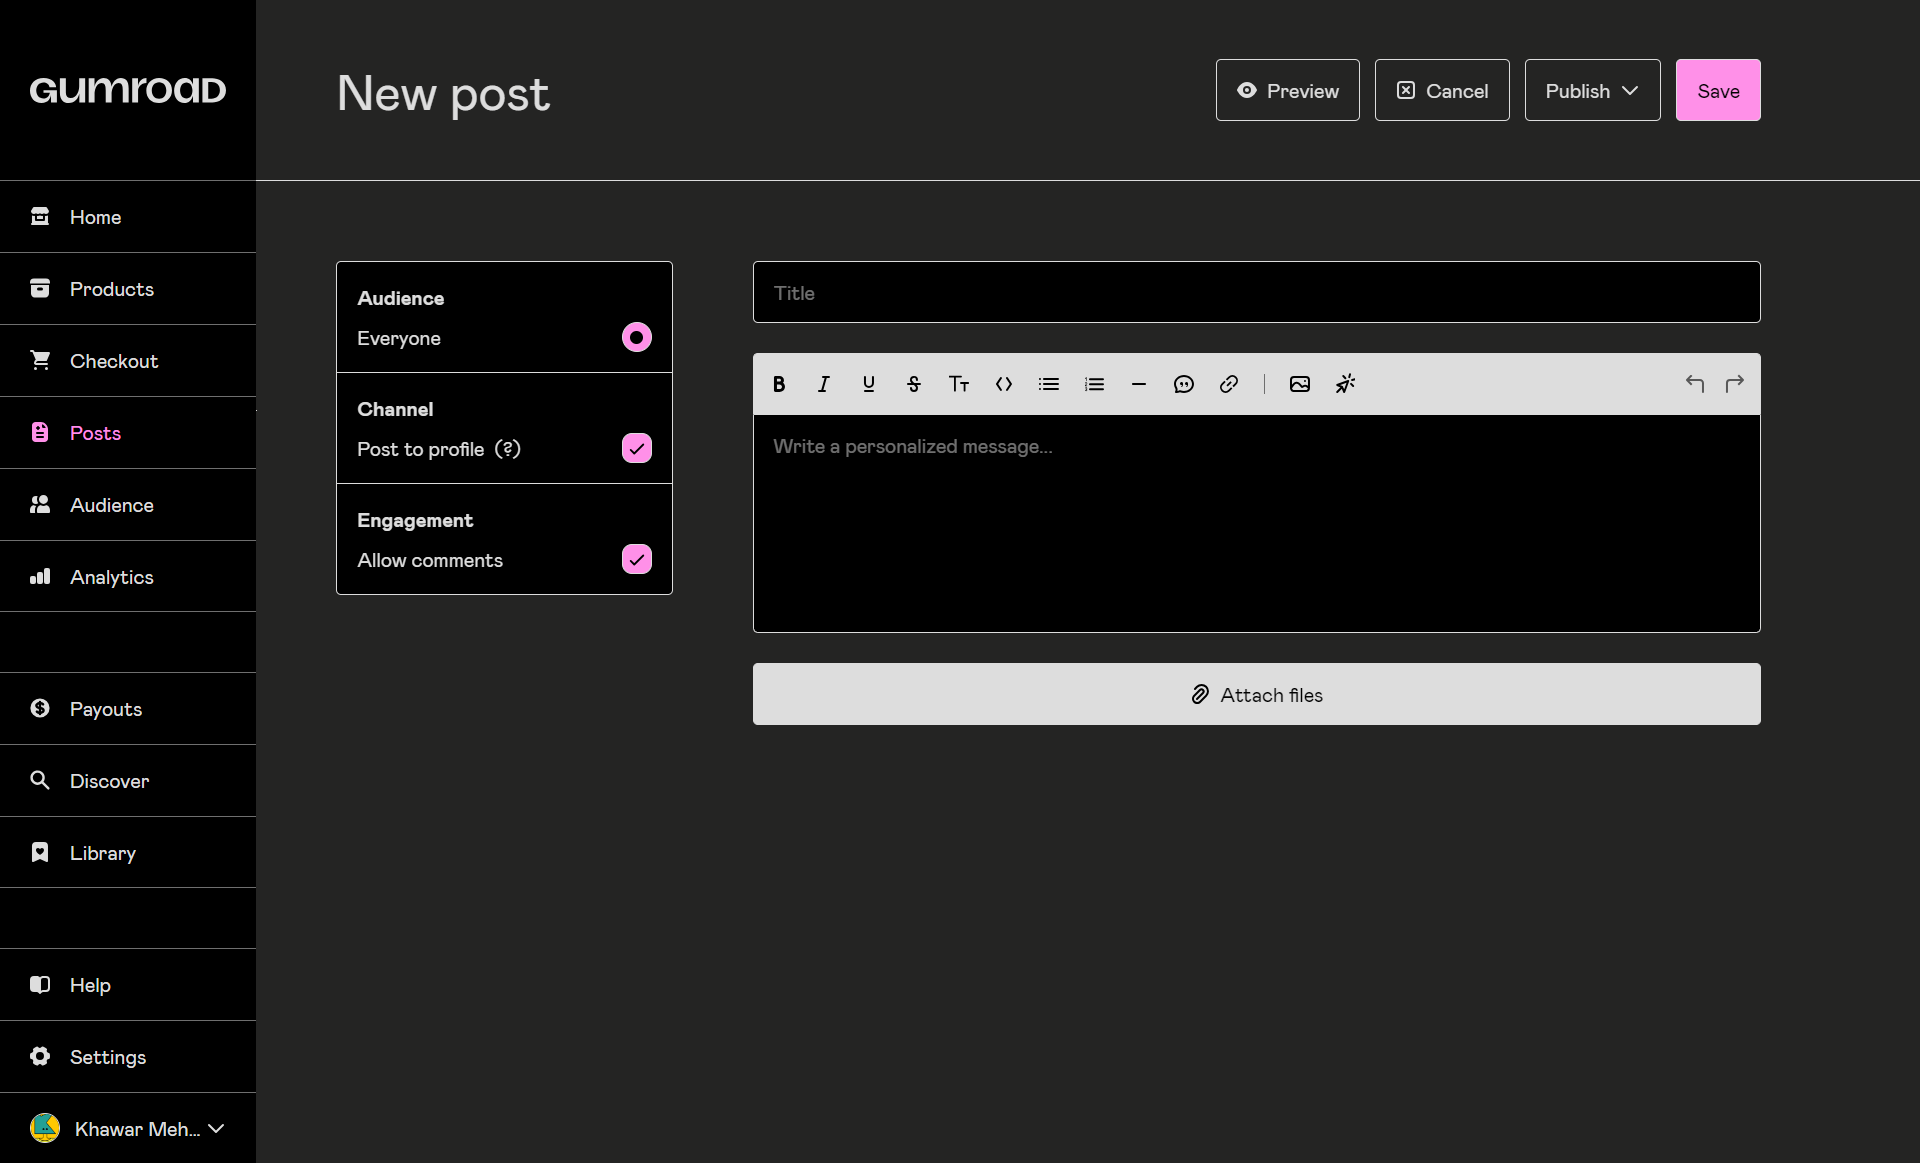 GUMROAD
New post
Preview
Cancel
Publish
Save
Home
Products
Checkout
Posts
Audience
Analytics
Payouts
Discover
Library
Help
Settings
Khawar Meh...
Audience
Everyone
Channel
Post to profile (?)
Engagement
Allow comments
Title
Write a personalized message...
Attach files